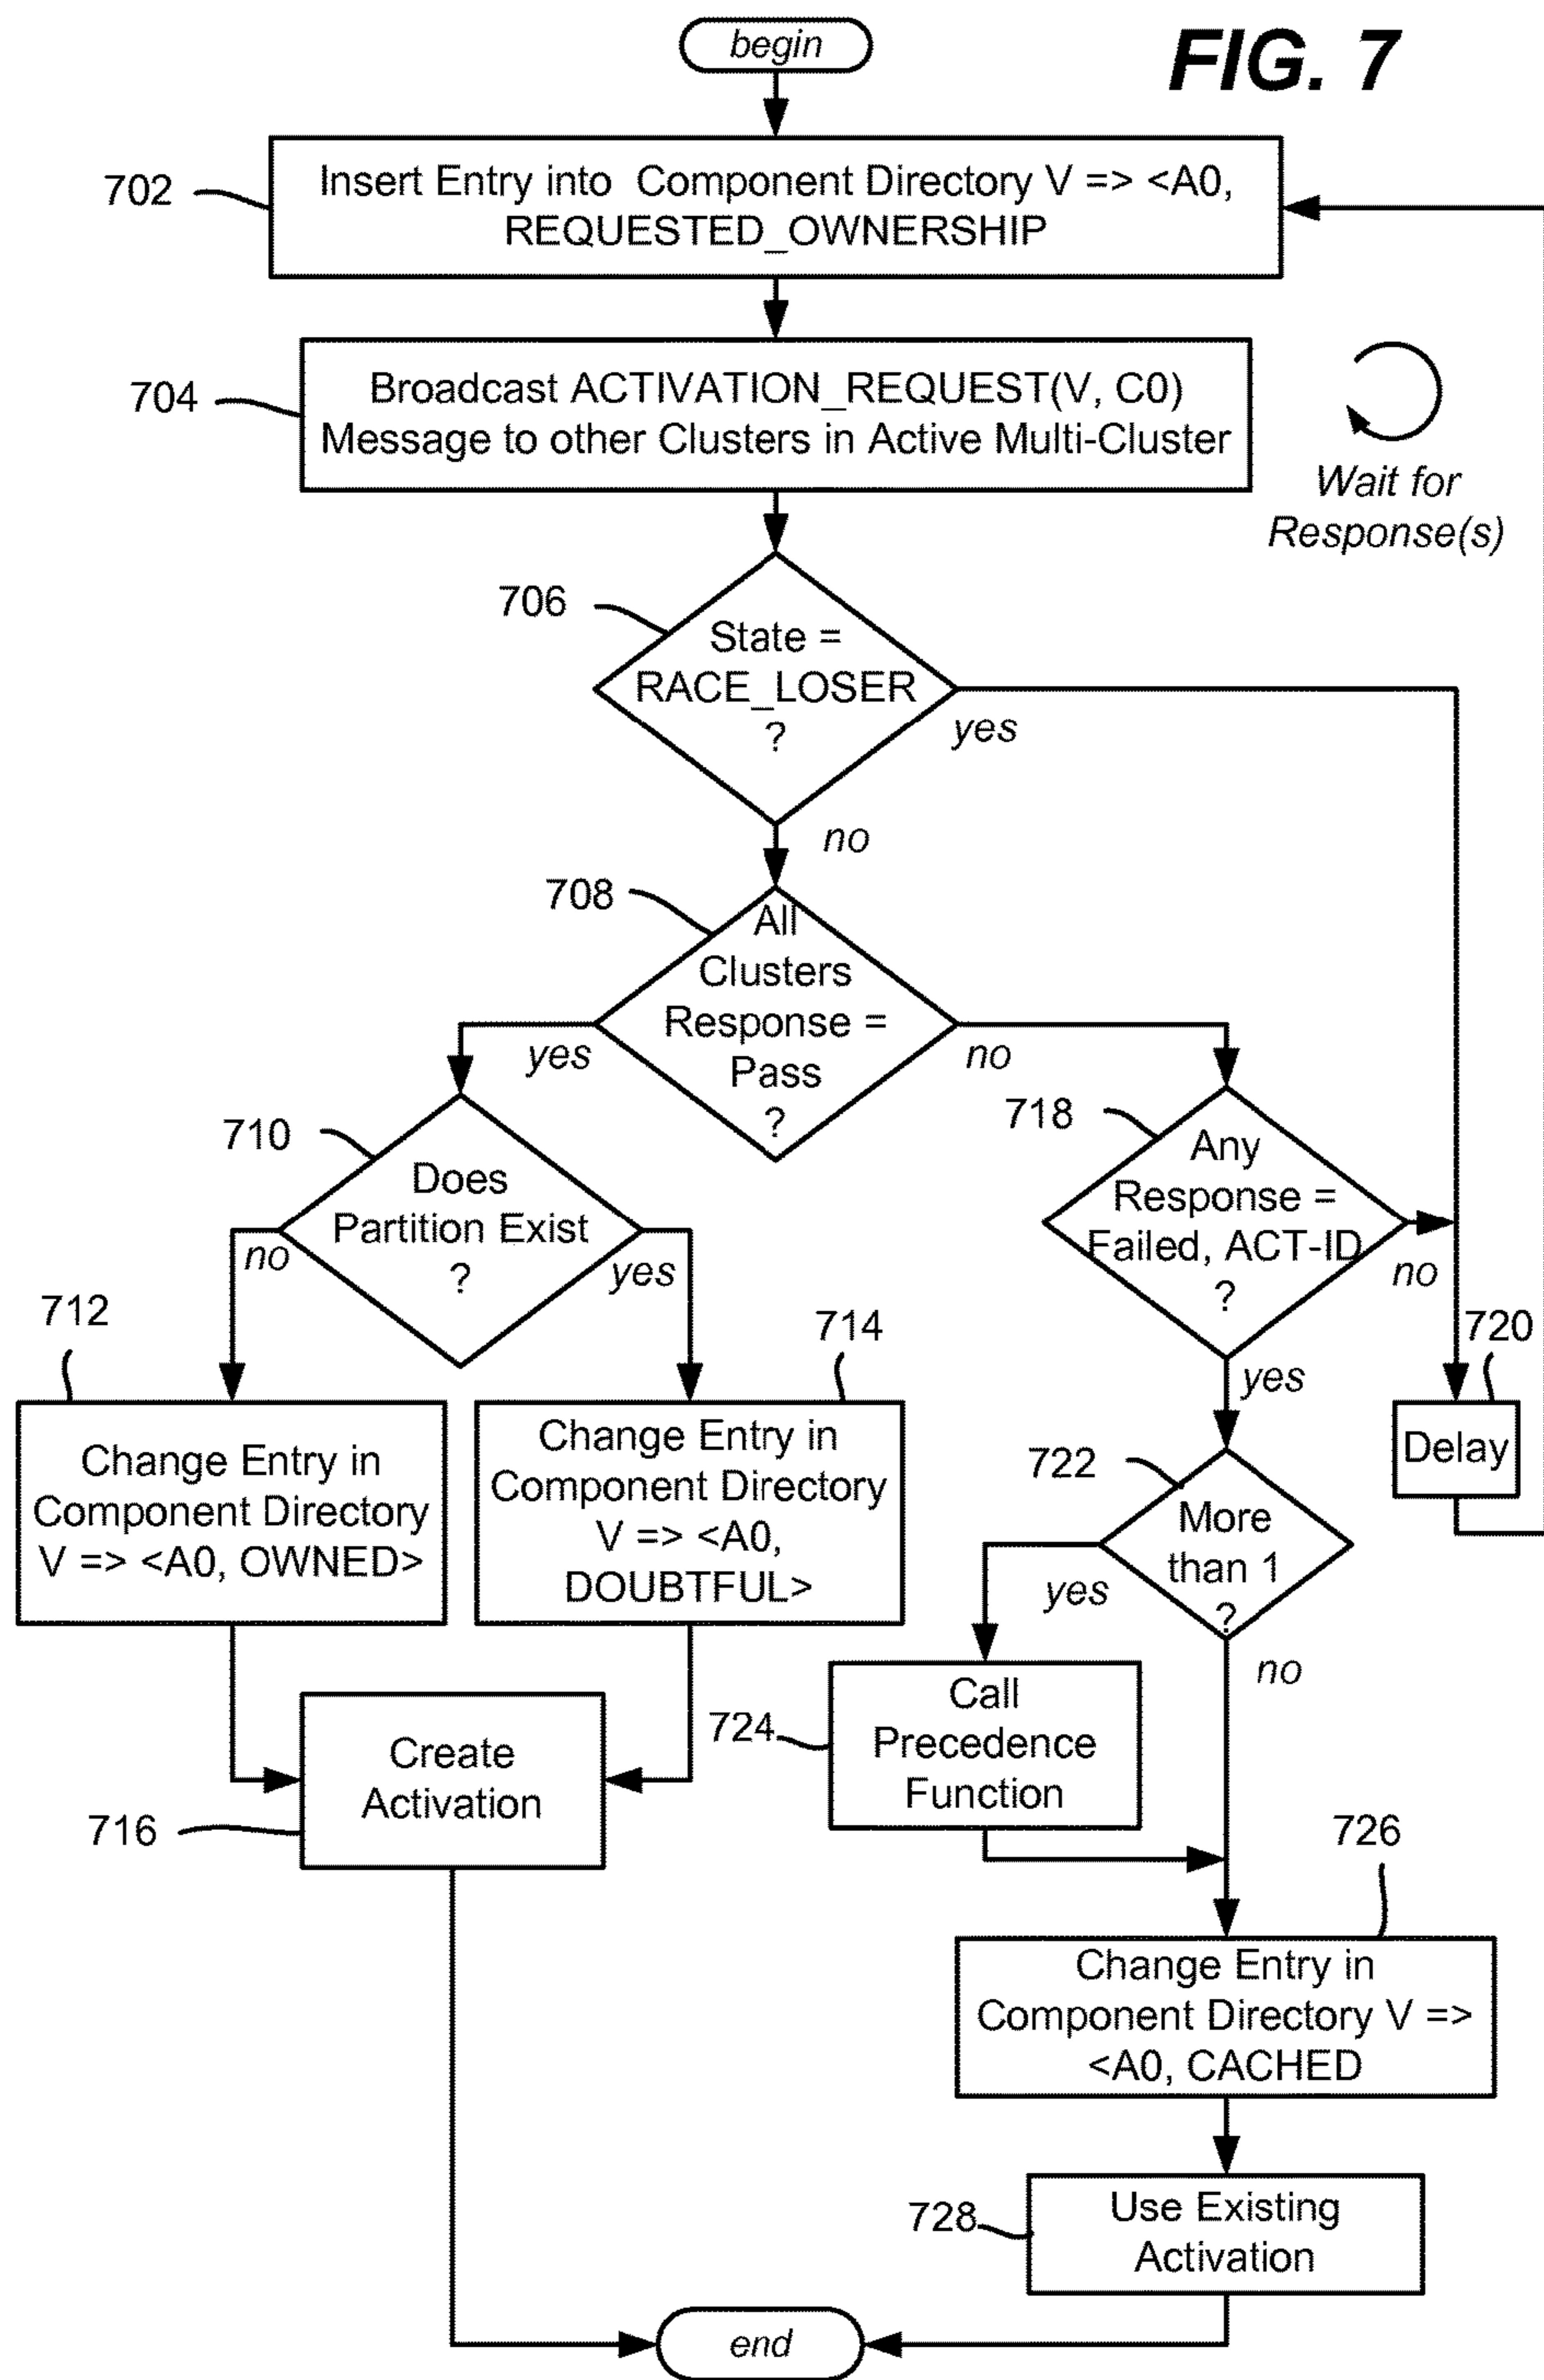 begin
FIG. 7
702
Insert Entry into Component Directory V => <A0,
REQUESTED_OWNERSHIP
704
Broadcast ACTIVATION_REQUEST(V, C0)
Message to other Clusters in Active Multi-Cluster
Wait for
Response(s)
706
State =
RACE_LOSER
?
yes
no
708
All
Clusters
Response =
Pass
?
yes
no
710
Does
Partition Exist
?
no
yes
718
Any
Response =
Failed, ACT-ID
?
no
yes
712
Change Entry in
Component Directory
V => <A0, OWNED>
714
Change Entry in
Component Directory
V => <A0,
DOUBTFUL>
720
Delay
722
More
than 1
?
yes
no
716
Create
Activation
724
Call
Precedence
Function
726
Change Entry in
Component Directory V =>
<A0, CACHED
728
Use Existing
Activation
end